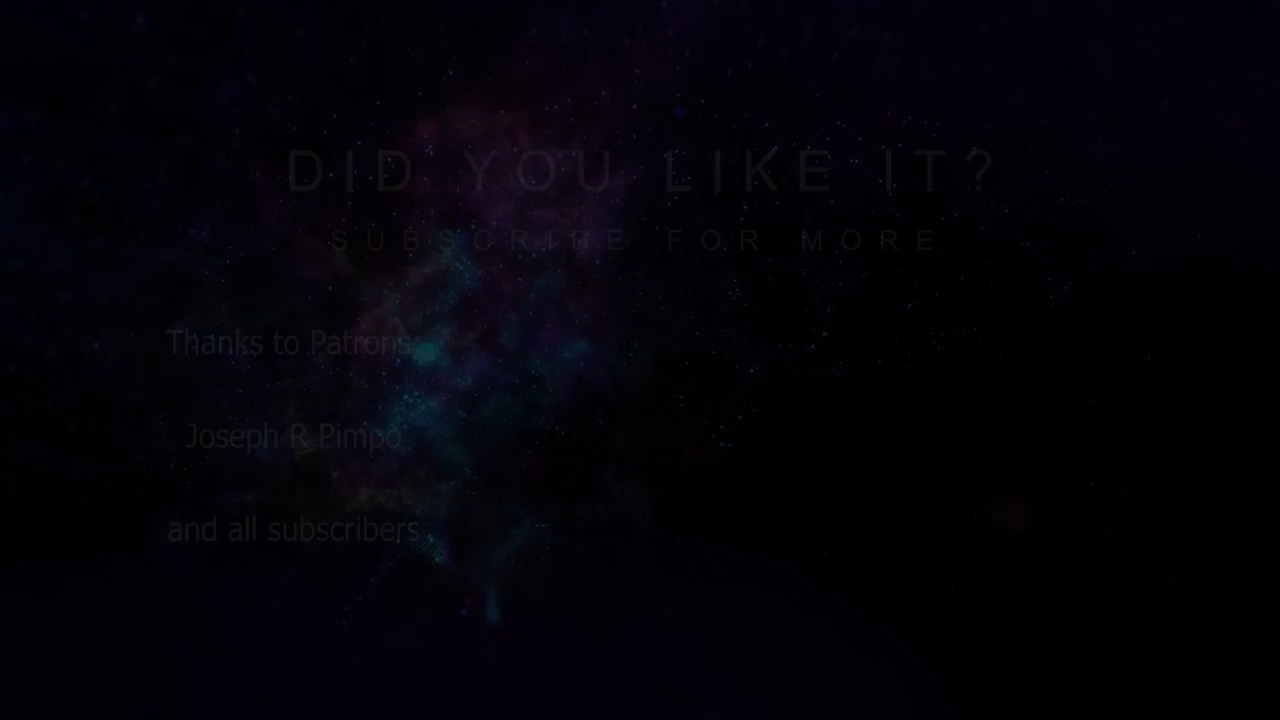 DID YOU LIKE IT?
SUBSCRIBE FOR MORE
Thanks to Patrons:
Joseph R Pimpo
and all subscribers